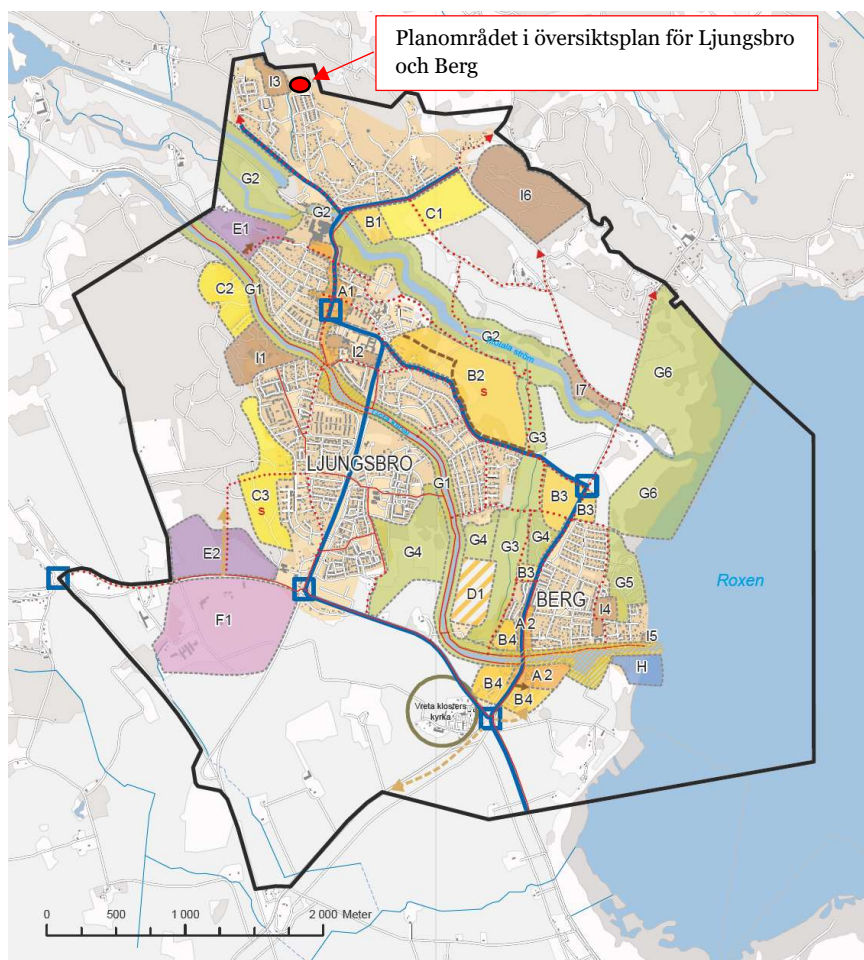 Planområdet i översiktsplan för Ljungsbro
och Berg
I3
G2
I6
G2
B1
C1
E1
C2
G1
A1
I1
I2
G2
Motala ström
B2
S
I7
G6
G3
LJUNGSBRO
G1
C3
S
B3
B3
G6
E2
G4
G4
G3
G4
B3
G5
Roxen
F1
D1
BERG
A2
I4
B4
I5
B4
A2
H
B4
Vreta klosters
kyrka
0 500 1 000 2 000 Meter